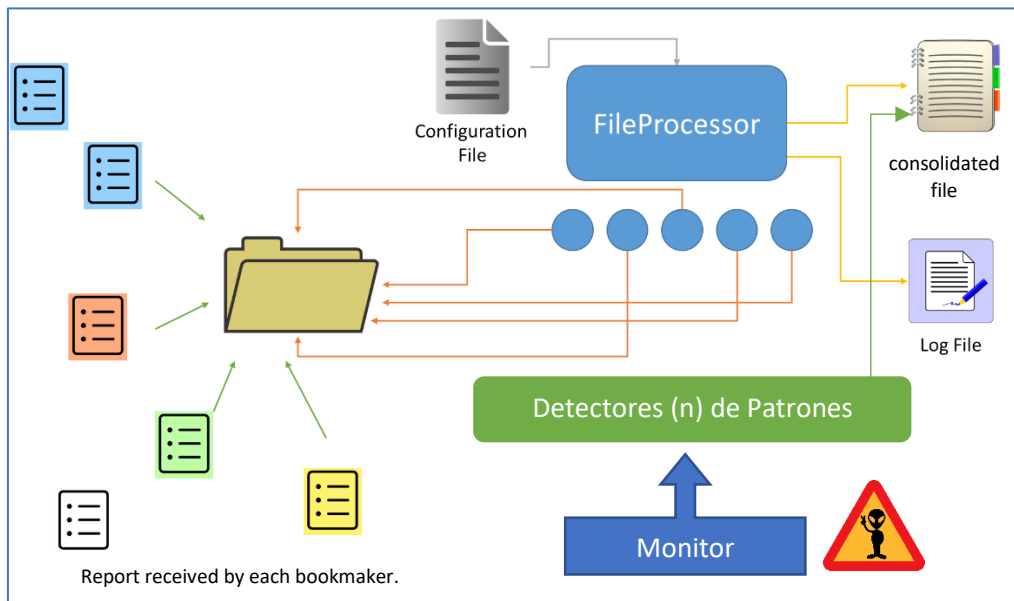 Configuration
File
FileProcessor
consolidated
file
Log File
Detectores (n) de Patrones
Monitor
Report received by each bookmaker.